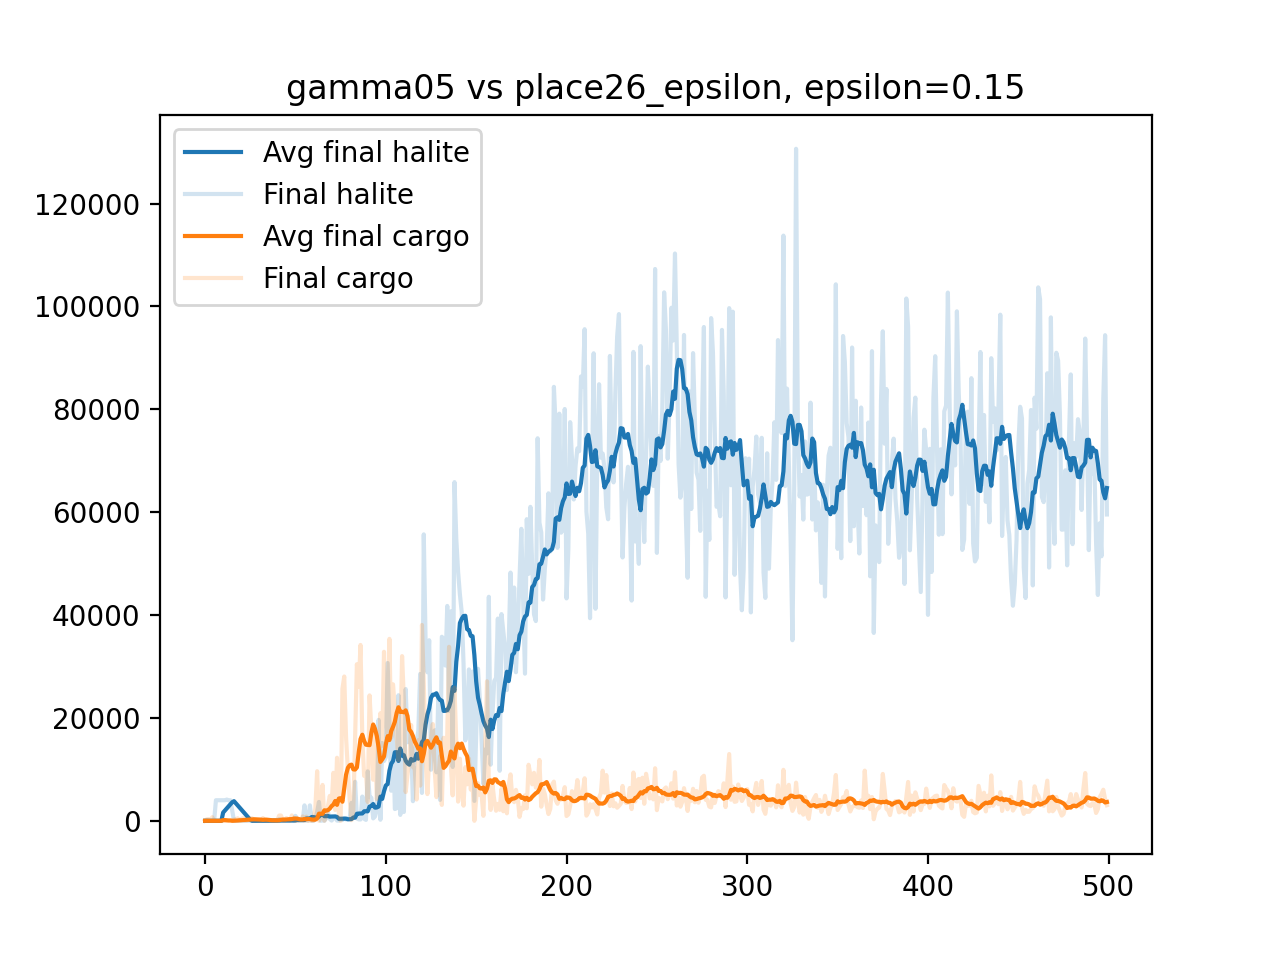 gamma05 vs place26_epsilon, epsilon=0.15
Avg final halite
Final halite
Avg final cargo
Final cargo
120000
100000
80000
60000
40000
20000
0
0 100 200 300 400 500